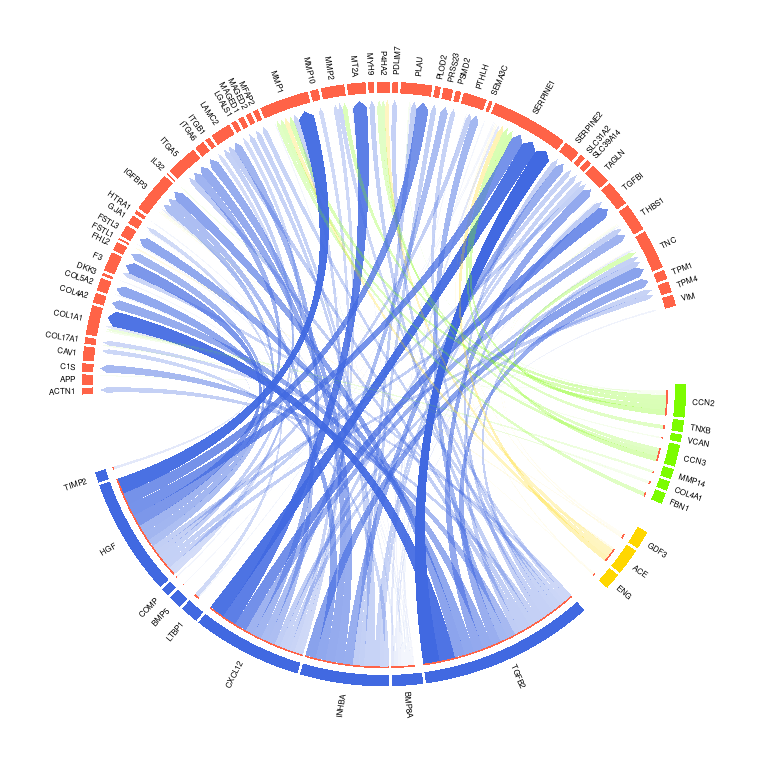 ACTN1
APP
C1S
CAV1
COL17A1
COL1A1
COL4A2
COL5A2
DKK3
F3
FHL2
FSTL1
FSTL3
GJA1
HTRA1
IGFBP3
IL32
ITGA5
ITGA6
ITGB1
LAMC2
LGALS1
MAGED1
MAGED2
MFAP2
MMP1
MMP10
MMP2
MT2A
MYH9
P4HA2
PDLIM7
PLAU
PLOD2
PRSS23
PSMD2
PTHLH
SEMA3C
SERPINE1
SERPINE2
SLC31A2
SLC39A14
TAGLN
TGFBI
THBS1
TNC
TPM1
TPM4
VIM
CCN2
TNXB
VCAN
CCN3
MMP14
COL4A1
FBN1
GDF3
ACE
ENG
TGFB2
BMP8A
INHBA
CXCL12
LTBP1
BMP5
COMP
HGF
TIMP2